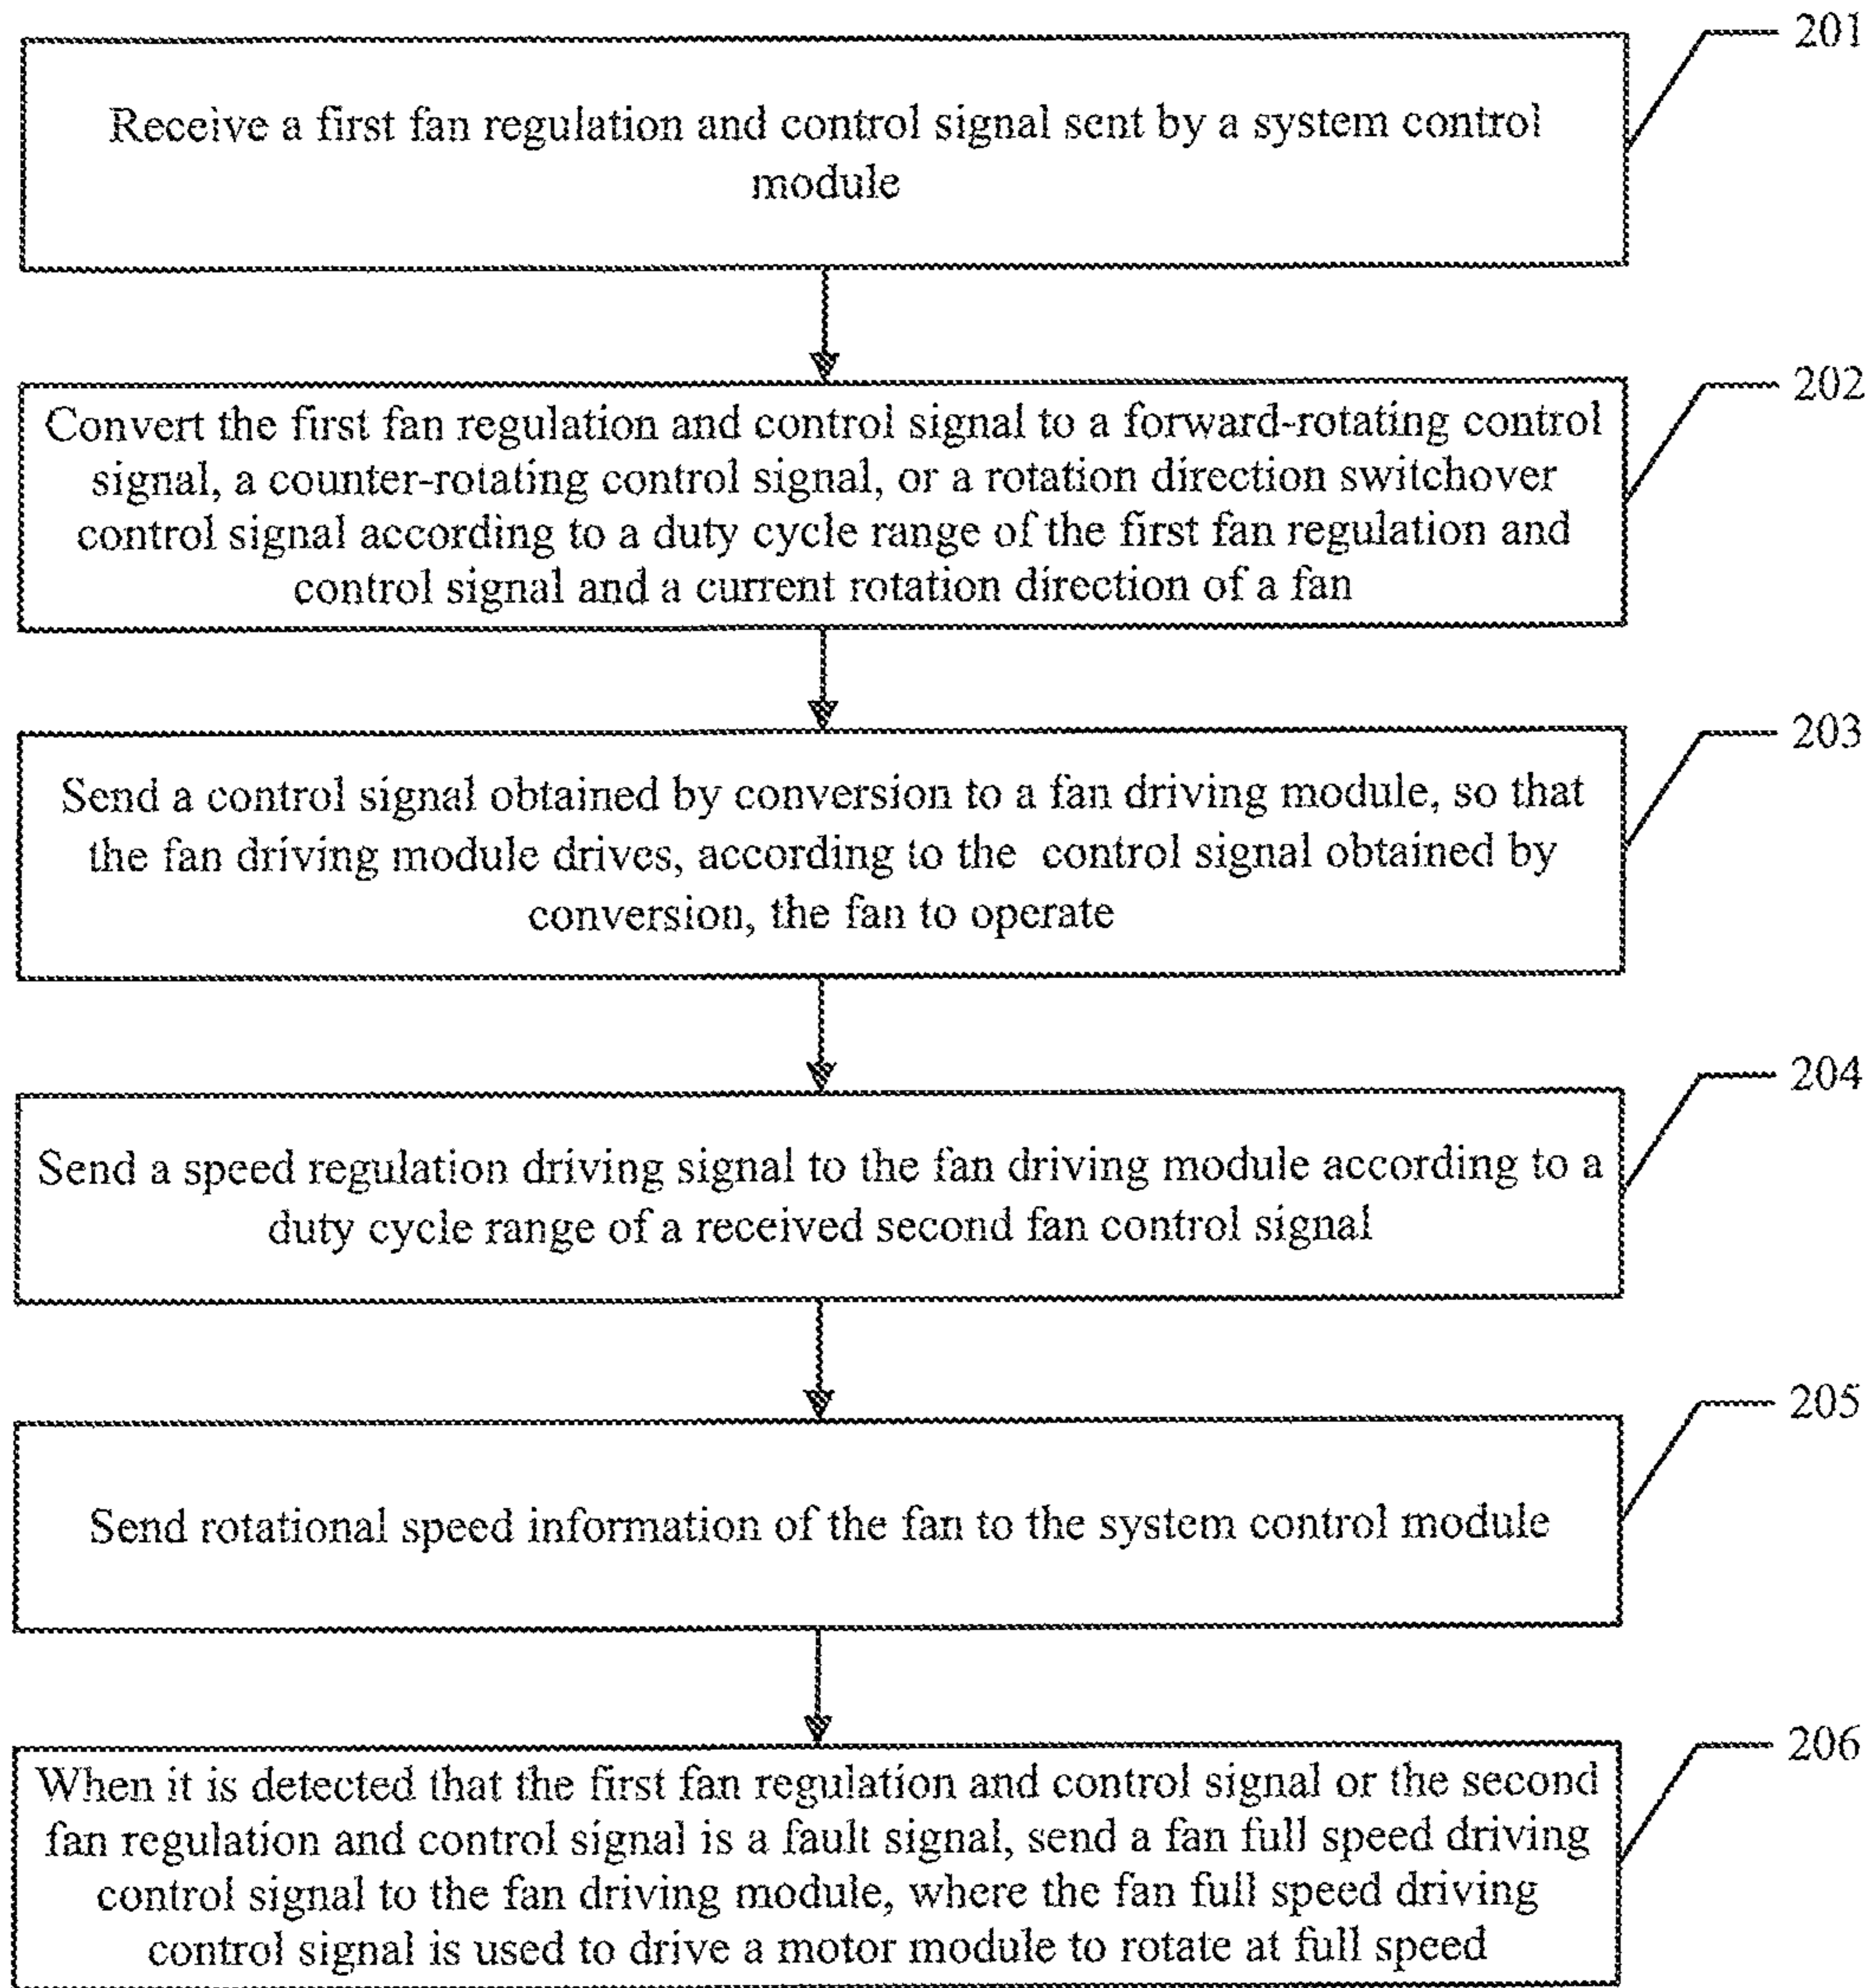 201
Receive a first fan regulation and control signal sent by a system control
module
202
Convert the first fan regulation and control signal to a forward-rotating control
signal, a counter-rotating control signal, or a rotation direction switchover
control signal according to a duty cycle range of the first fan regulation and
control signal and a current rotation direction of a fan
203
Send a control signal obtained by conversion to a fan driving module, so that
the fan driving module drives, according to the control signal obtained by
conversion, the fan to operate
204
Send a speed regulation driving signal to the fan driving module according to a
duty cycle range of a received second fan control signal
205
Send rotational speed information of the fan to the system control module
206
When it is detected that the first fan regulation and control signal or the second
fan regulation and control signal is a fault signal, send a fan full speed driving
control signal to the fan driving module, where the fan full speed driving
control signal is used to drive a motor module to rotate at full speed